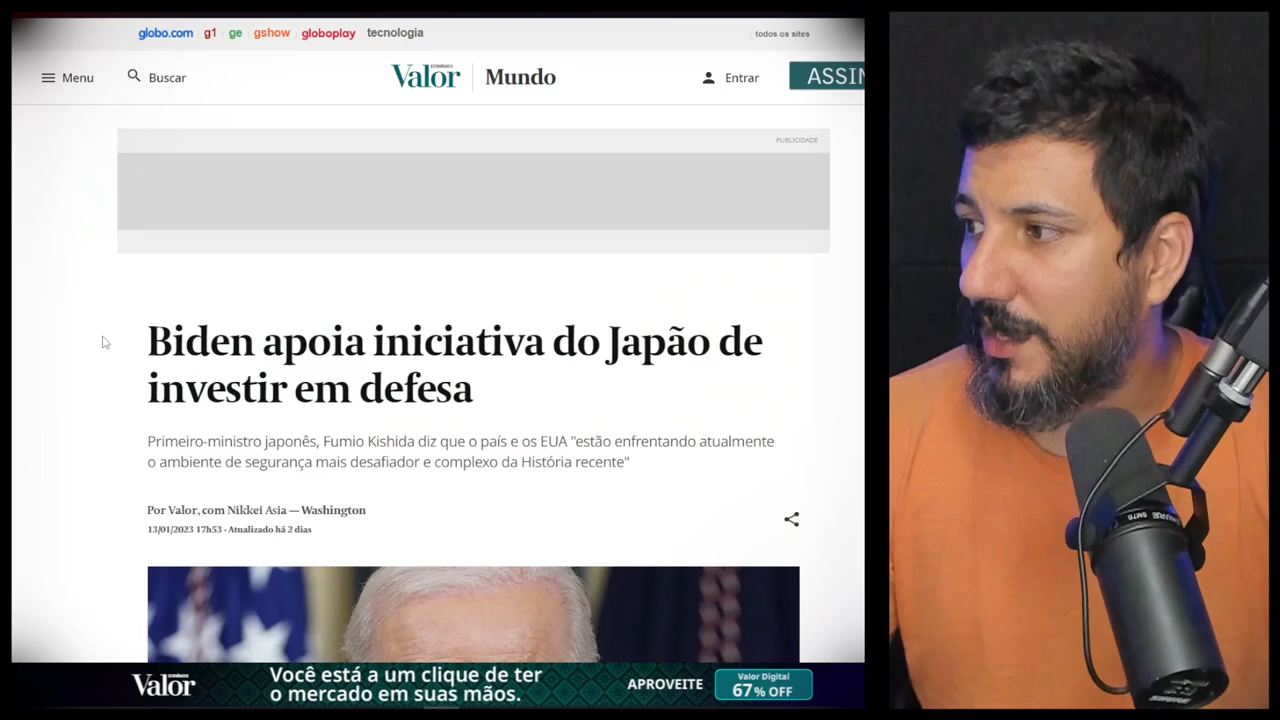 globo.com g1 ge gshow globoplay tecnologia todos os sites
Menu Buscar Valor ECONÔMICO Mundo Entrar ASSIN
PUBLICIDADE
Biden apoia iniciativa do Japão de
investir em defesa
Primeiro-ministro japonês, Fumio Kishida diz que o país e os EUA "estão enfrentando atualmente
o ambiente de segurança mais desafiador e complexo da História recente"
Por Valor, com Nikkei Asia — Washington
13/01/2023 17h53 · Atualizado há 2 dias
Valor
Você está a um clique de ter
o mercado em suas mãos.
APROVEITE
Valor Digital
67% OFF
SHURE SM7B